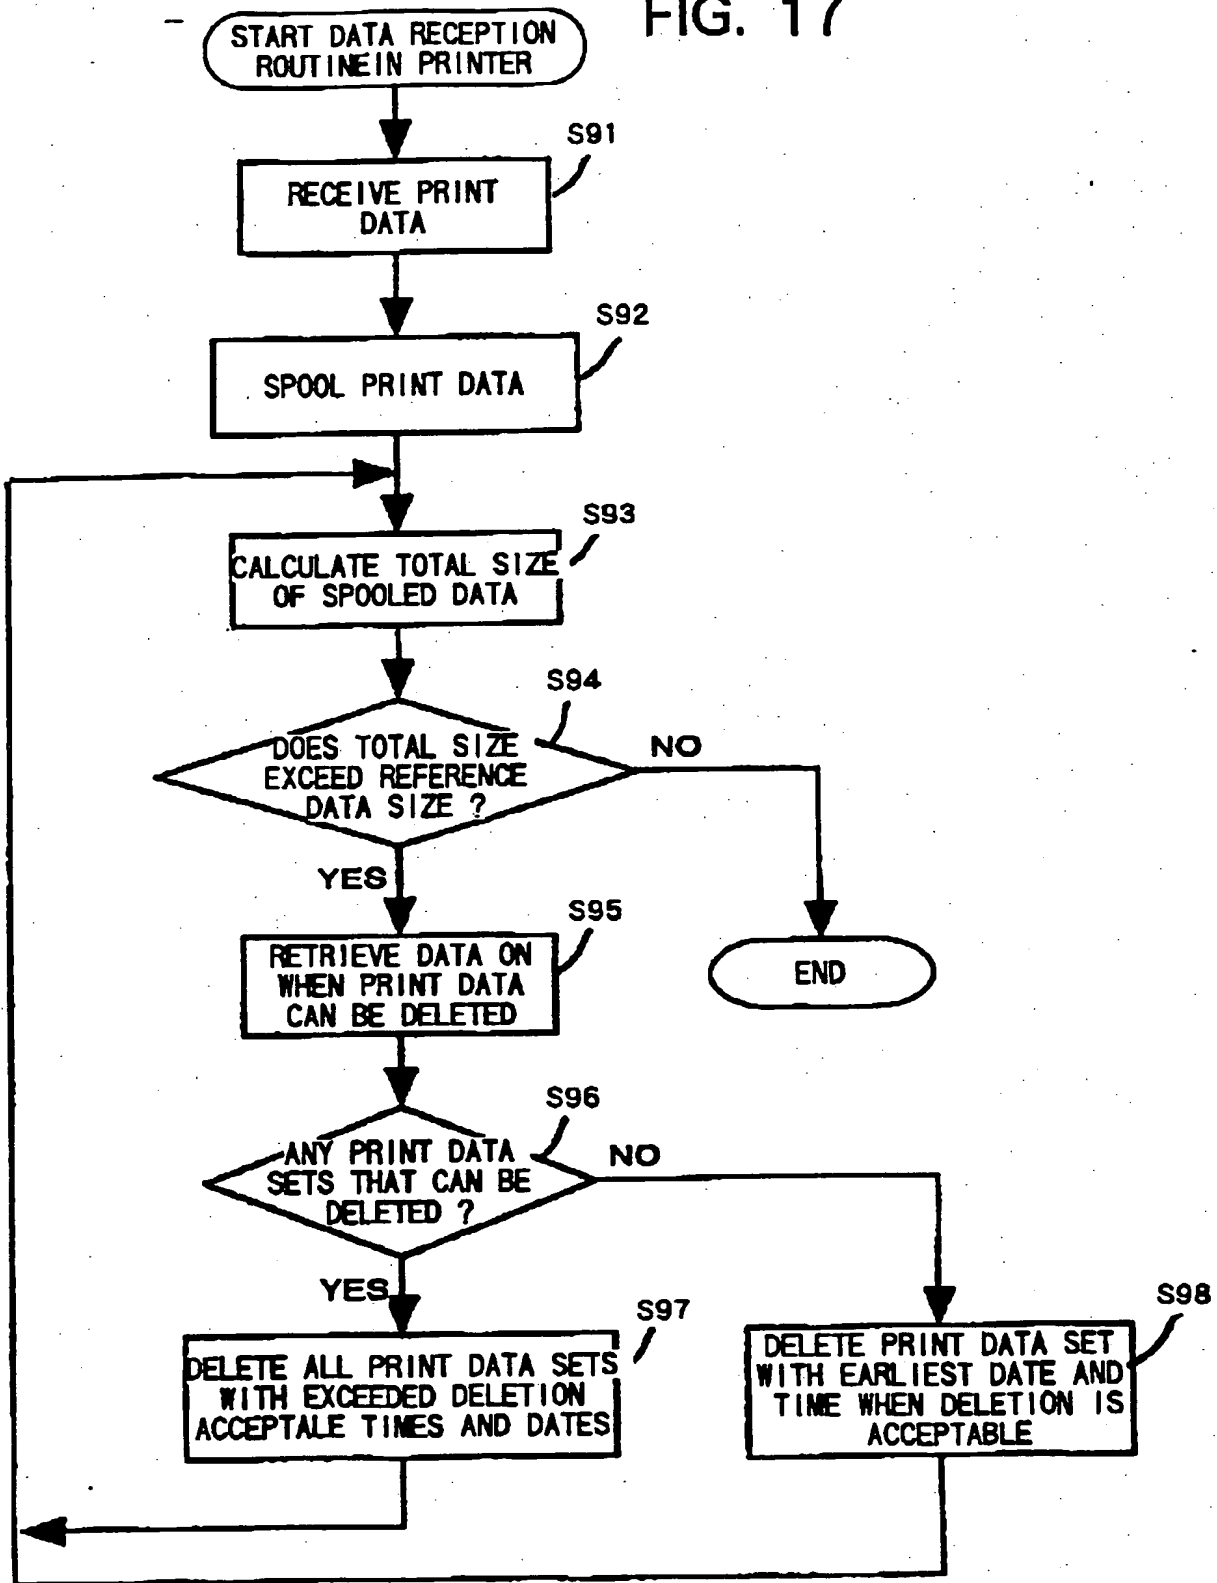 FIG. 17
START DATA RECEPTION
ROUTINEIN PRINTER
S91
RECEIVE PRINT
DATA
S92
SPOOL PRINT DATA
S93
CALCULATE TOTAL SIZE
OF SPOOLED DATA
S94
DOES TOTAL SIZE
EXCEED REFERENCE
DATA SIZE ?
NO
YES
S95
RETRIEVE DATA ON
WHEN PRINT DATA
CAN BE DELETED
END
S96
ANY PRINT DATA
SETS THAT CAN BE
DELETED ?
NO
YES
S97
DELETE ALL PRINT DATA SETS
WITH EXCEEDED DELETION
ACCEPTALE TIMES AND DATES
S98
DELETE PRINT DATA SET
WITH EARLIEST DATE AND
TIME WHEN DELETION IS
ACCEPTABLE